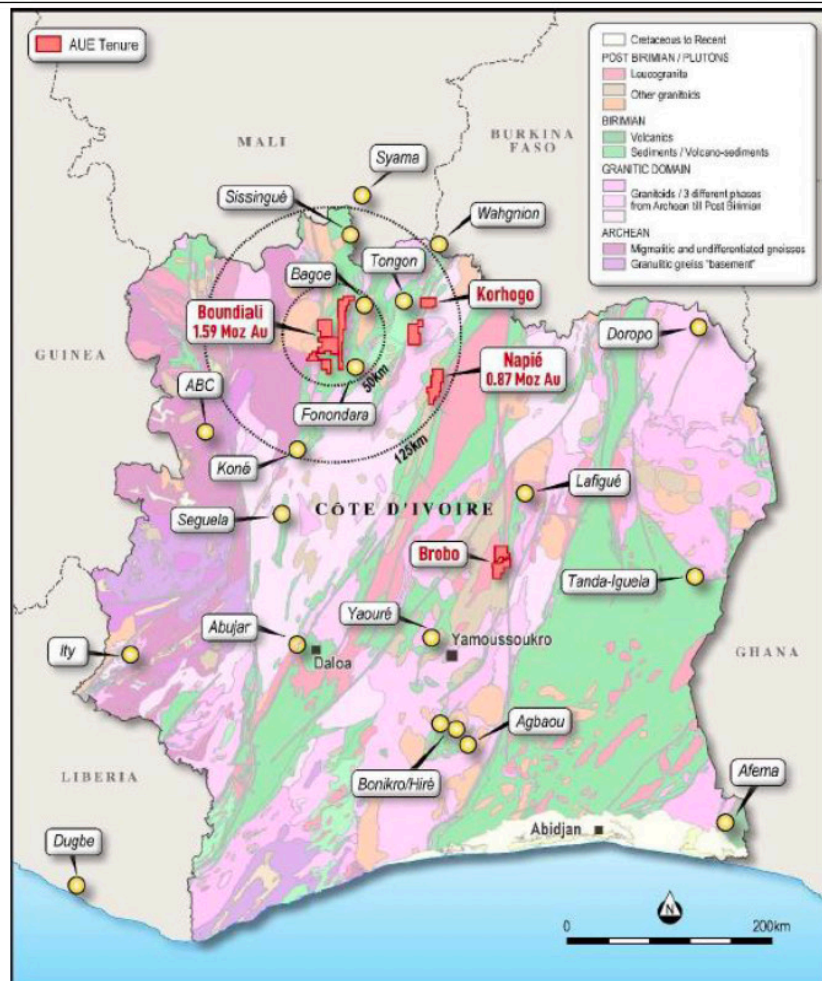 AUE Tenure
Cretaceous to Recent
POST BIRIMIAN / PLUTONS
Leucogranite
Other granitoids
BIRIMIAN
Volcanics
Sediments / Volcano-sediments
GRANITIC DOMAIN
Granitoids / 3 different phases
from Archean till Post Birimian
ARCHEAN
Migmatitic and undifferentiated gneisses
Granulitic gneiss "basement"
MALI
BURKINA
FASO
Syama
Sissingué
Wahgnion
Bagoe
Tongon
Korhogo
Boundiali
1.59 Moz Au
Doropo
GUINEA
Napié
0.87 Moz Au
ABC
Fonondara
50km
125km
Koné
Lafigué
Seguela
CÔTE D'IVOIRE
Brobo
Tanda-Iguela
Abujar
Yaouré
Yamoussoukro
Ity
Daloa
GHANA
Agbaou
Bonikro/Hiré
LIBERIA
Afema
Abidjan
Dugbe
N
0
200km